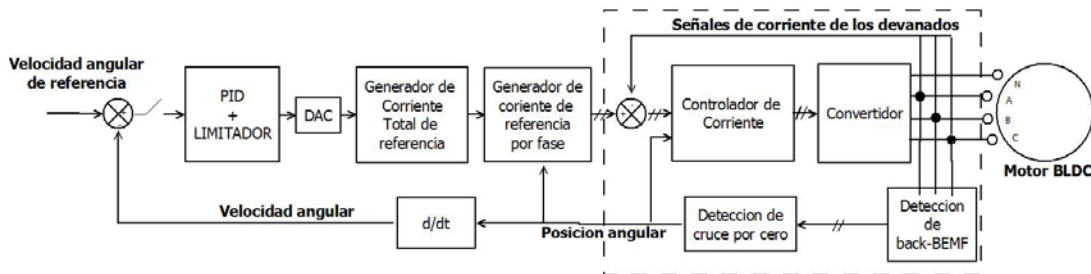 Señales de corriente de los devanados
Velocidad angular
de referencia
PID
+
LIMITADOR
DAC
Generador de
Corriente
Total de
referencia
Generador de
coriente de
referencia
por fase
Controlador de
Corriente
Convertidor
N
A
B
C
Motor BLDC
Velocidad angular
d/dt
Posicion angular
Deteccion de
cruce por cero
Deteccion
de
back-BEMF